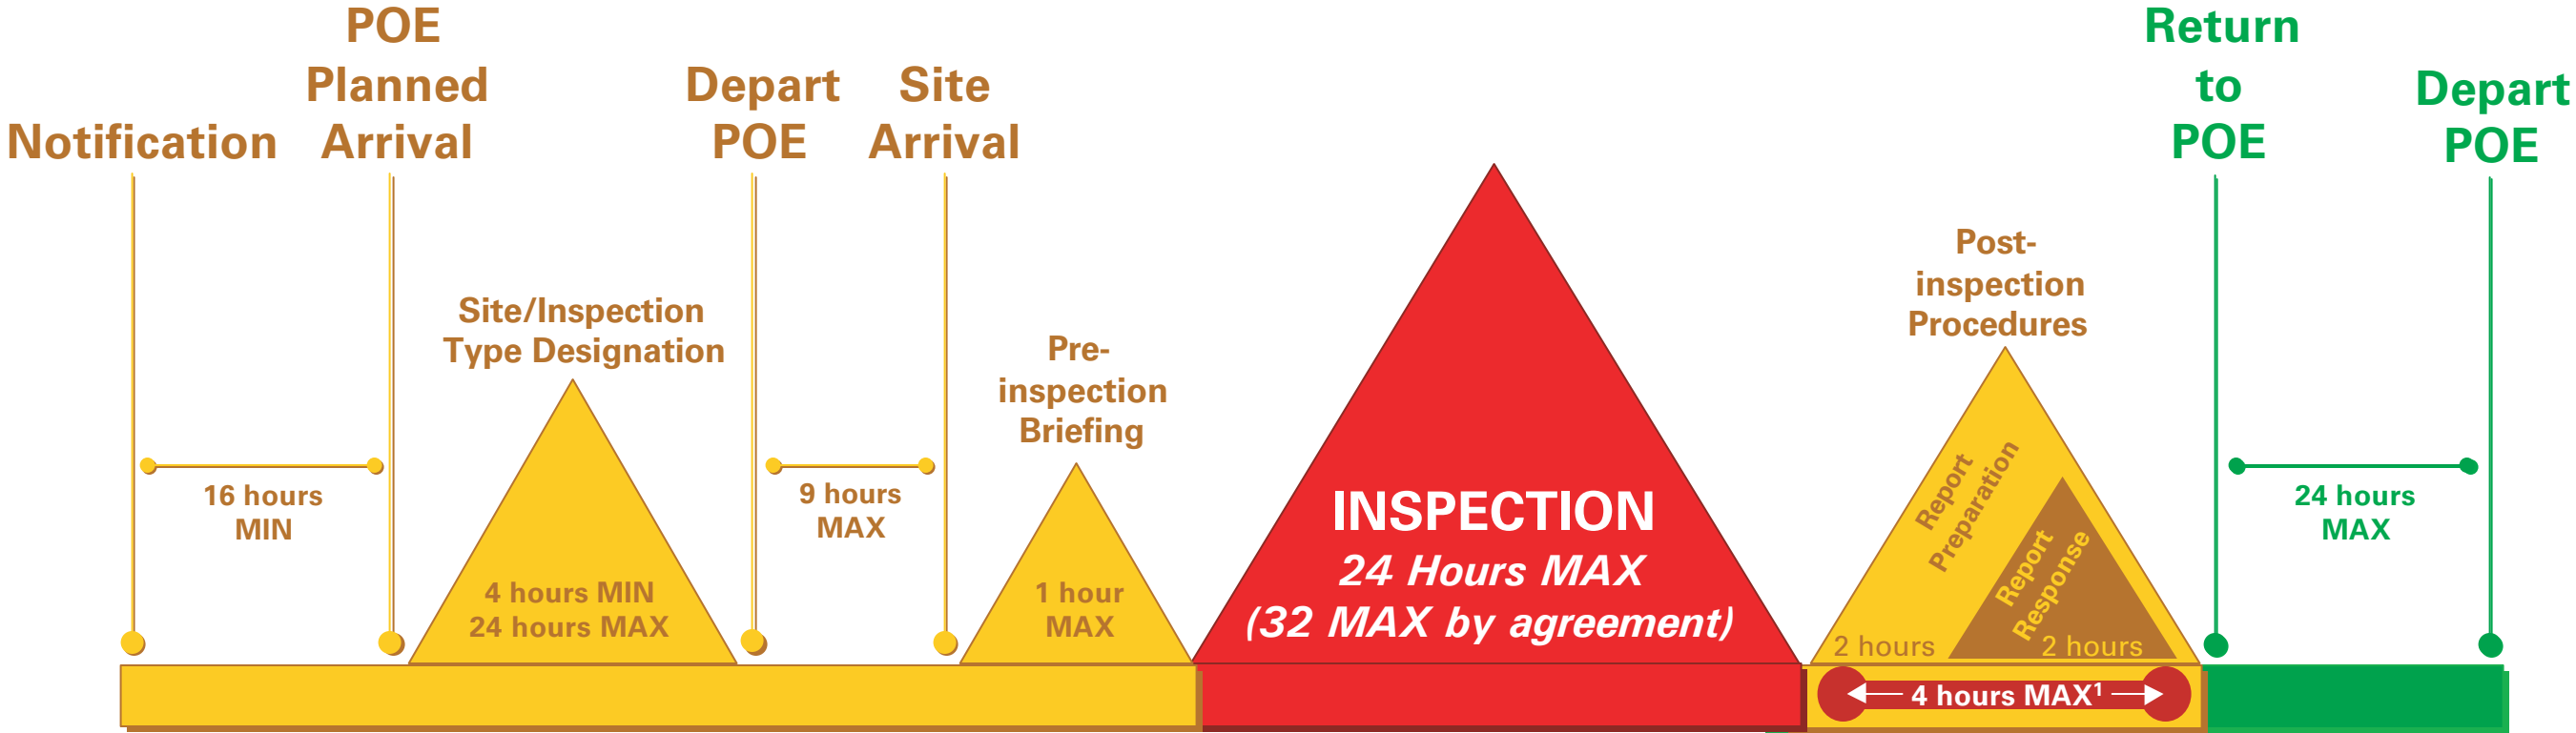 Notification
POE
Planned
Arrival
16 hours
MIN
Site/Inspection
Type Designation
4 hours MIN
24 hours MAX
Depart
POE
9 hours
MAX
Site
Arrival
Pre-
inspection
Briefing
1 hour
MAX
INSPECTION
24 Hours MAX
(32 MAX by agreement)
Post-
inspection
Procedures
Report
Preparation
2 hours
Report
Response
2 hours
4 hours MAX¹
Return
to
POE
24 hours
MAX
Depart
POE